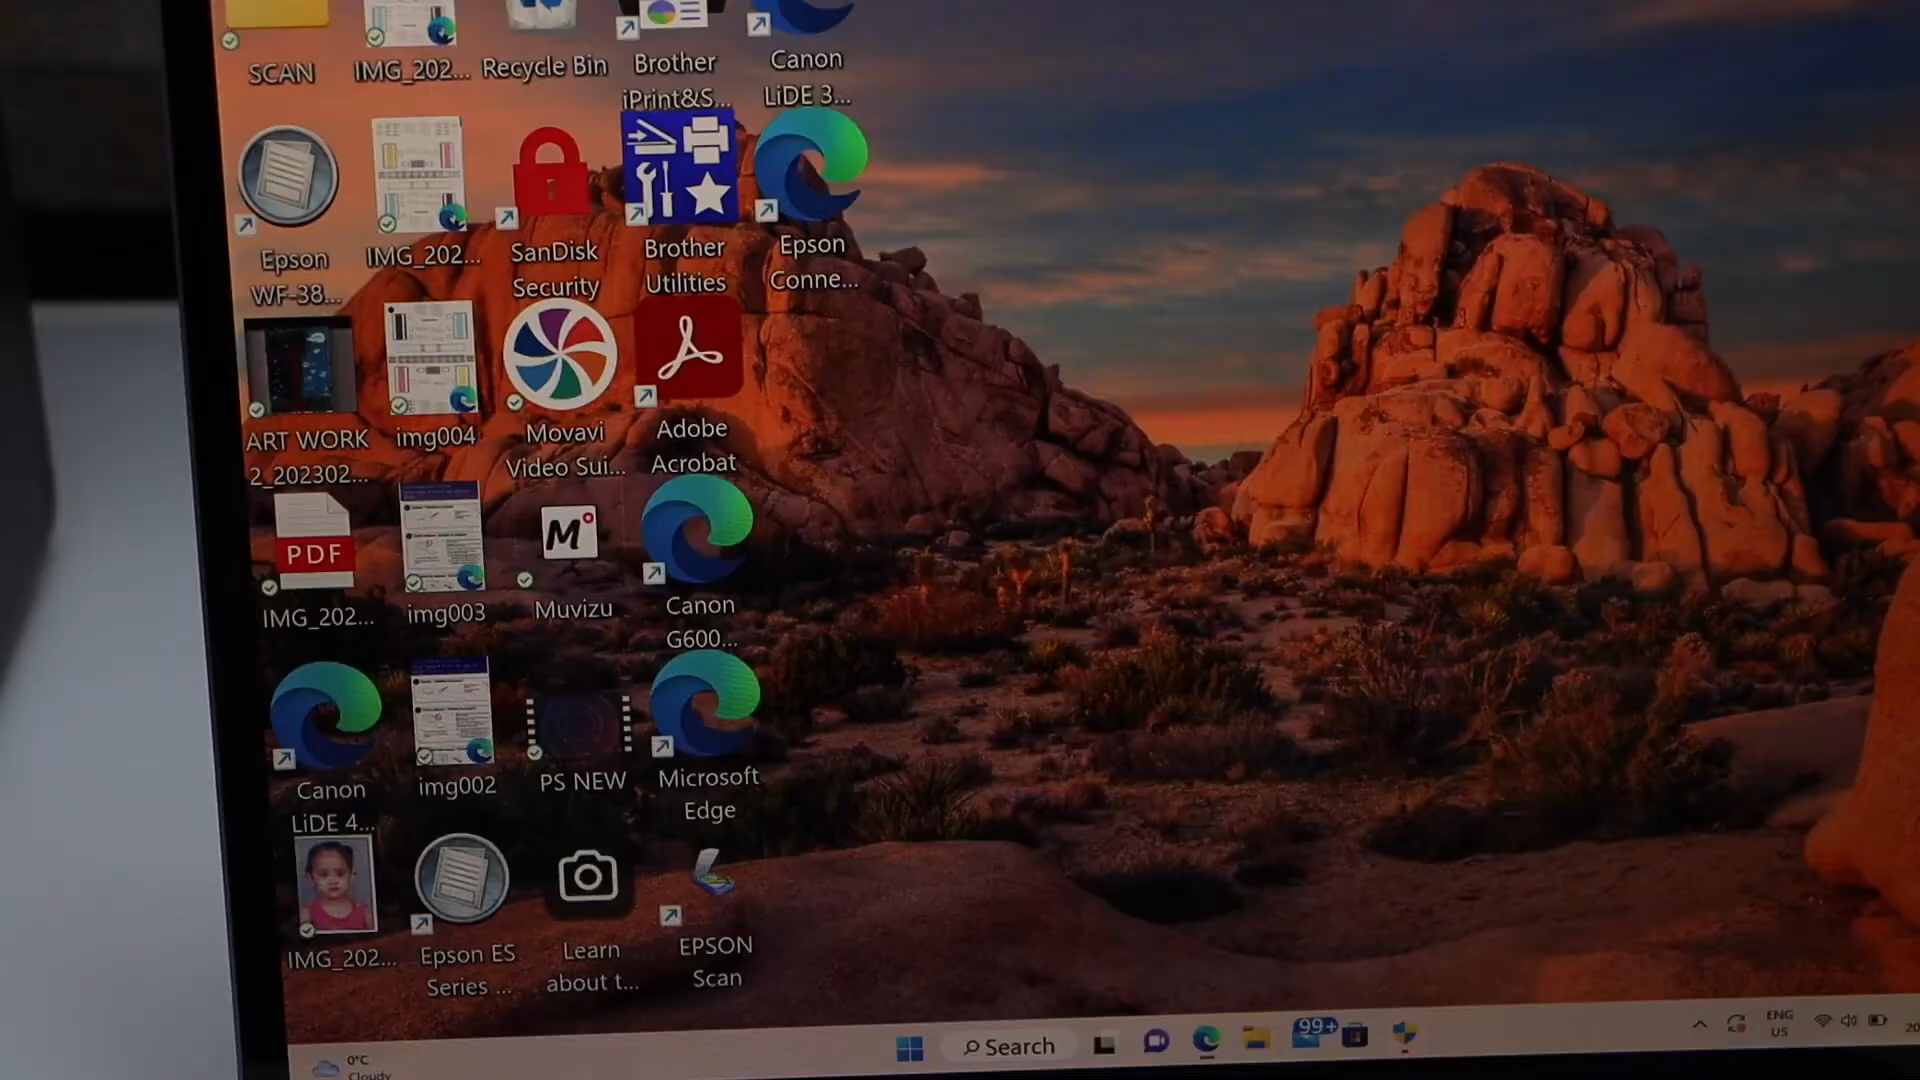 SCAN
IMG_202...
Recycle Bin
Brother
iPrint&S...
Canon
LiDE 3...
Epson
WF-38...
IMG_202...
SanDisk
Security
Brother
Utilities
Epson
Conne...
ART WORK
2_202302...
img004
Movavi
Video Sui...
Adobe
Acrobat
PDF
IMG_202...
img003
M
Muvizu
Canon
G600...
Canon
LiDE 4...
img002
PS NEW
Microsoft
Edge
IMG_202...
Epson ES
Series ...
Learn
about t...
EPSON
Scan
0°C
Cloudy
Search
99+
ENG
US
20